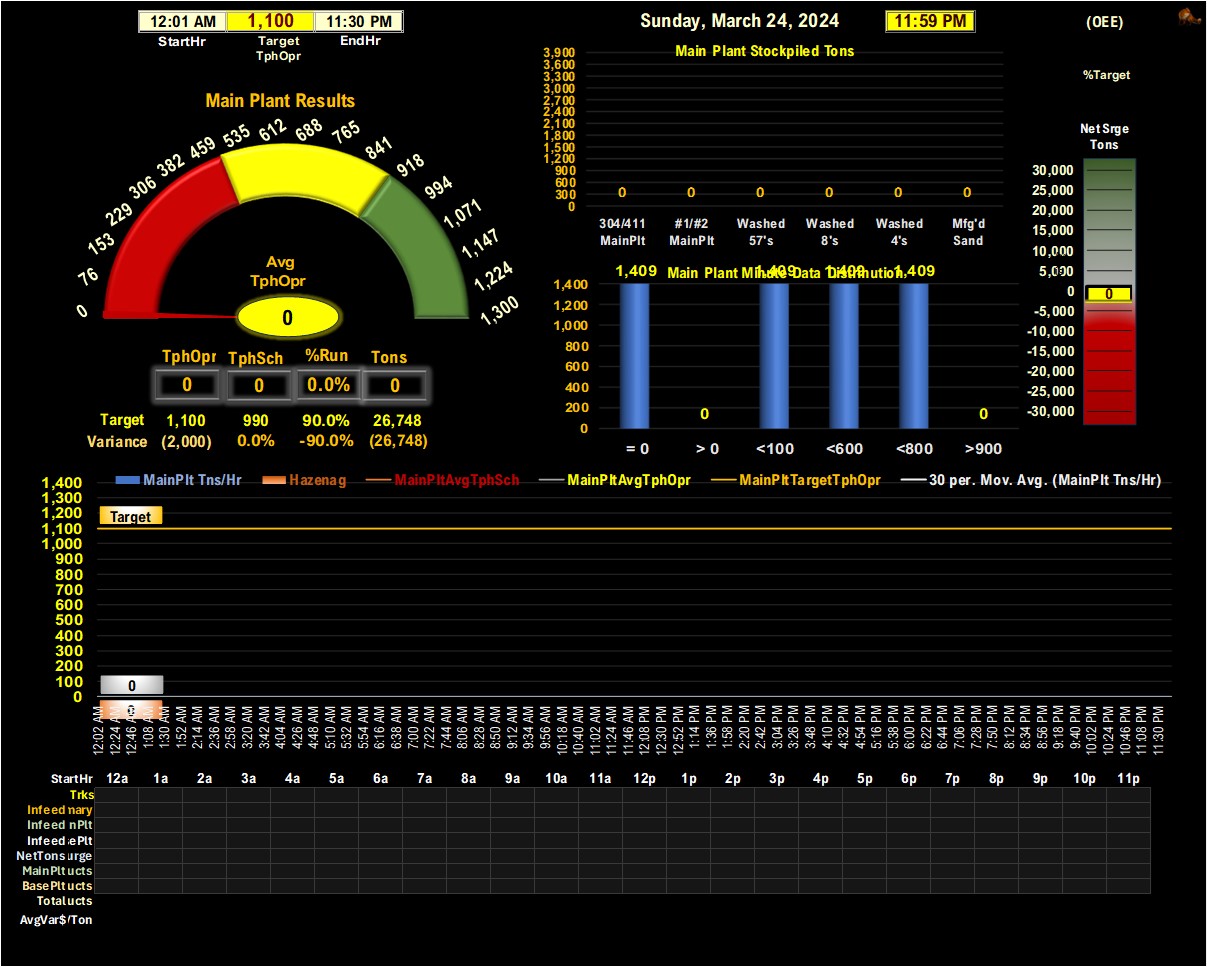 12:01 AM 1,100 11:30 PM
StartHr Target EndHr
TphOpr
Sunday, March 24, 2024 11:59 PM
(OEE)
%Target
Main Plant Results
0 76 153 229 306 382 459 535 612 688 765 841 918 994 1,071 1,147 1,224 1,300
Avg
TphOpr
0
TphOpr TphSch %Run Tons
0 0 0.0% 0
Target 1,100 990 90.0% 26,748
Variance (2,000) 0.0% -90.0% (26,748)
Main Plant Stockpiled Tons
3,900
3,600
3,300
3,000
2,700
2,400
2,100
1,800
1,500
1,200
900
600
300
0
0 0 0 0 0 0
304/411 #1/#2 Washed Washed Washed Mfg'd
MainPlt MainPlt 57's 8's 4's Sand
Main Plant Minute Data Distribution
1,409 1,409 1,409 1,409
1,400
1,200
1,000
800
600
400
200
0
0 0
= 0 > 0 <100 <600 <800 >900
Net Srge
Tons
30,000
25,000
20,000
15,000
10,000
5,000
0
-5,000
-10,000
-15,000
-20,000
-25,000
-30,000
0
MainPlt Tns/Hr Hazenag MainPltAvgTphSch MainPltAvgTphOpr MainPltTargetTphOpr 30 per. Mov. Avg. (MainPlt Tns/Hr)
1,400
1,300
1,200
1,100
1,000
900
800
700
600
500
400
300
200
100
0
Target
0
0
12:02 AM 12:24 AM 12:46 AM 1:08 AM 1:30 AM 1:52 AM 2:14 AM 2:36 AM 2:58 AM 3:20 AM 3:42 AM 4:04 AM 4:26 AM 4:48 AM 5:10 AM 5:32 AM 5:54 AM 6:16 AM 6:38 AM 7:00 AM 7:22 AM 7:44 AM 8:06 AM 8:28 AM 8:50 AM 9:12 AM 9:34 AM 9:56 AM 10:18 AM 10:40 AM 11:02 AM 11:24 AM 11:46 AM 12:08 PM 12:30 PM 12:52 PM 1:14 PM 1:36 PM 1:58 PM 2:20 PM 2:42 PM 3:04 PM 3:26 PM 3:48 PM 4:10 PM 4:32 PM 4:54 PM 5:16 PM 5:38 PM 6:00 PM 6:22 PM 6:44 PM 7:06 PM 7:28 PM 7:50 PM 8:12 PM 8:34 PM 8:56 PM 9:18 PM 9:40 PM 10:02 PM 10:24 PM 10:46 PM 11:08 PM 11:30 PM
StartHr 12a 1a 2a 3a 4a 5a 6a 7a 8a 9a 10a 11a 12p 1p 2p 3p 4p 5p 6p 7p 8p 9p 10p 11p
Trks
Infeed nary
Infeed nPlt
Infeed ePlt
NetTons urge
MainPlt ucts
BasePlt ucts
Total ucts
AvgVar$/Ton